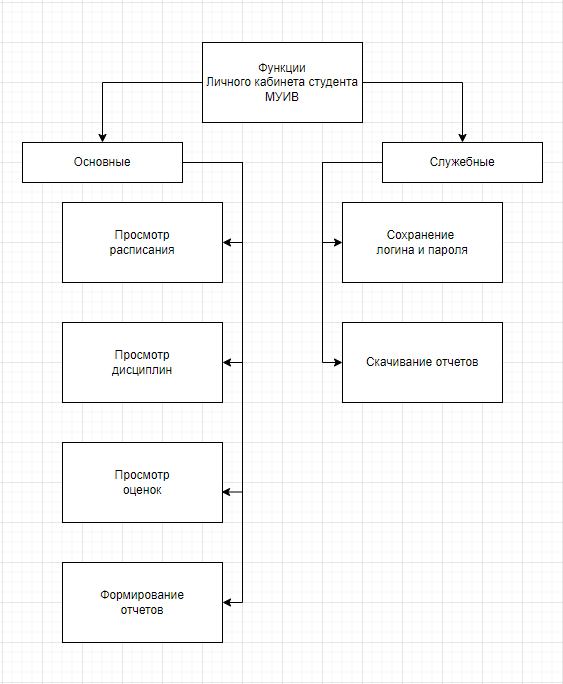 Функции
Личного кабинета студента
МУИВ
Основные
Служебные
Просмотр
расписания
Сохранение
логина и пароля
Просмотр
дисциплин
Скачивание отчетов
Просмотр
оценок
Формирование
отчетов